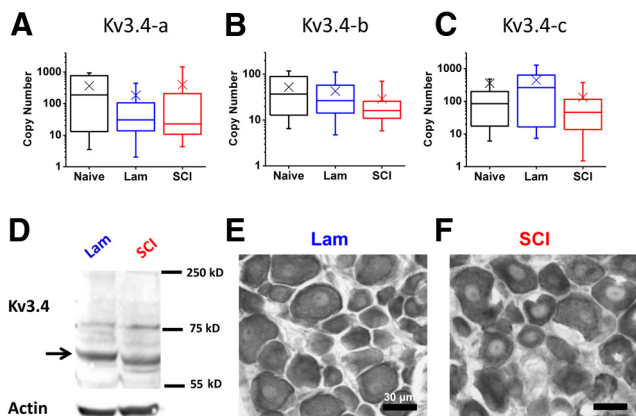 A Kv3.4-a
B Kv3.4-b
C Kv3.4-c
Copy Number
1000
100
10
1
Naive Lam SCI
Copy Number
100
10
1
Naive Lam SCI
Copy Number
1000
100
10
1
Naive Lam SCI
D
Lam SCI
Kv3.4
250 kD
75 kD
55 kD
Actin
E Lam
30 µm
F SCI